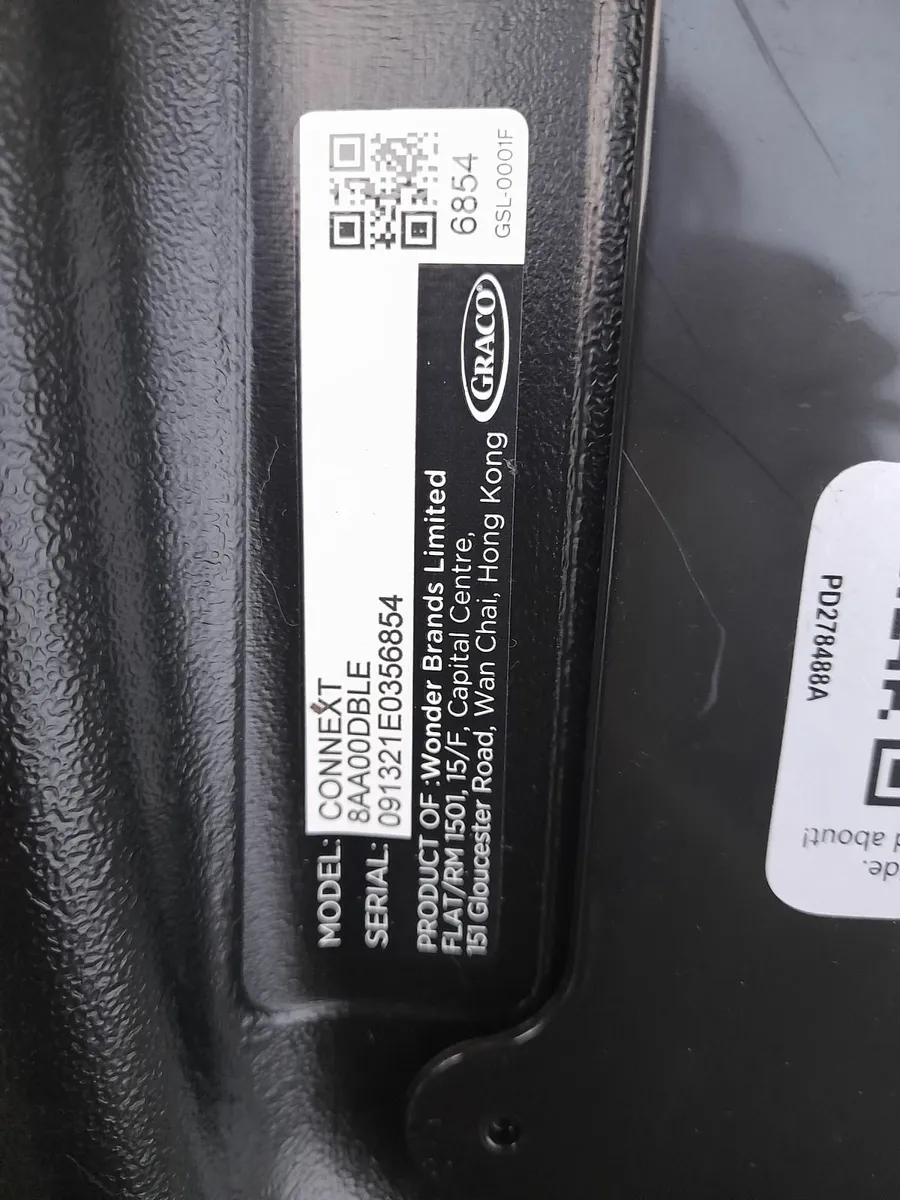 MODEL: CONNEXT
8AA00DBLE
SERIAL: 091321E0356854
PRODUCT OF :Wonder Brands Limited
FLAT/RM 1501, 15/F, Capital Centre,
151 Gloucester Road, Wan Chai, Hong Kong
GRACO®
6854
GSL-0001F
PD278488A
about!